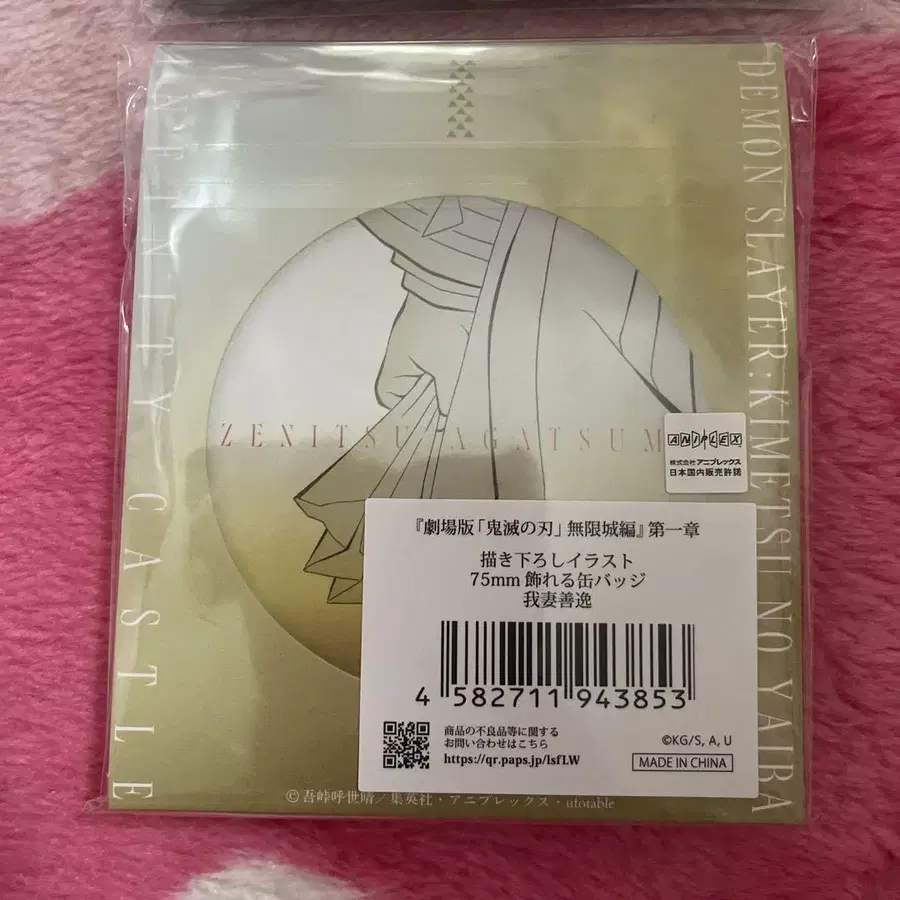 INFINITY CASTLE
DEMON SLAYER: KIMETSU NO YAIBA
ZENITSU AGATSUM
ANIPLEX
株式会社アニプレックス
日本国内販売許諾
『劇場版「鬼滅の刃」無限城編』第一章
描き下ろしイラスト
75mm 飾れる缶バッジ
我妻善逸
4 582711 943853
商品の不良品等に関する
お問い合わせはこちら
https://qr.paps.jp/lsfLW
©KG/S, A, U
MADE IN CHINA
©吾峠呼世晴／集英社・アニプレックス・ufotable